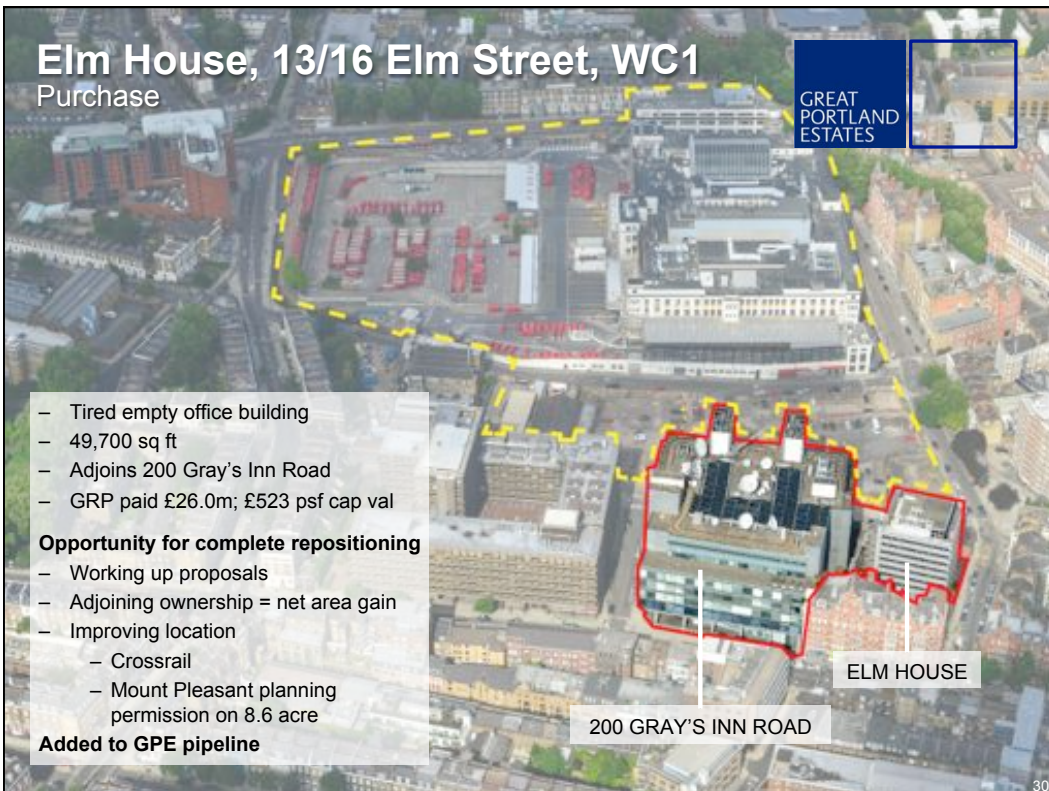 Elm House, 13/16 Elm Street, WC1
Purchase
GREAT
PORTLAND
ESTATES
– Tired empty office building
– 49,700 sq ft
– Adjoins 200 Gray’s Inn Road
– GRP paid £26.0m; £523 psf cap val
Opportunity for complete repositioning
– Working up proposals
– Adjoining ownership = net area gain
– Improving location
– Crossrail
– Mount Pleasant planning
permission on 8.6 acre
Added to GPE pipeline
ELM HOUSE
200 GRAY’S INN ROAD
30